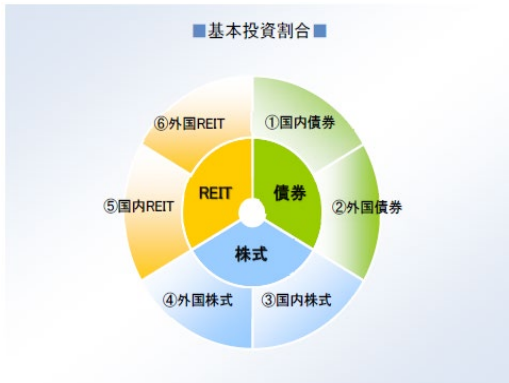 ■基本投資割合■
⑥外国REIT
①国内債券
REIT
債券
⑤国内REIT
②外国債券
株式
④外国株式
③国内株式